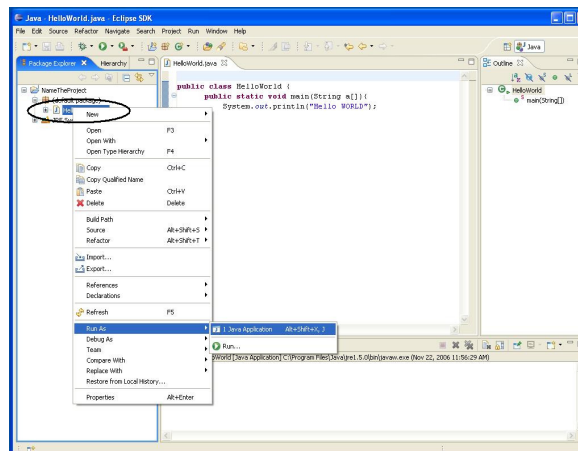 Java - HelloWorld.java - Eclipse SDK
File Edit Source Refactor Navigate Search Project Run Window Help
Java
Package Explorer Hierarchy
HelloWorld.java
Outline
NameTheProject
(default package)
public class HelloWorld {
public static void main(String a[]){
System.out.println("Hello WORLD");
HelloWorld
main(String[])
New
Open F3
Open With
Open Type Hierarchy F4
Copy Ctrl+C
Copy Qualified Name
Paste Ctrl+V
Delete Delete
Build Path
Source Alt+Shift+S
Refactor Alt+Shift+T
Import...
Export...
References
Declarations
Refresh F5
Run As
1 Java Application Alt+Shift+X, J
Debug As
Run...
Team
Compare With
[Java Application] C:\Program Files\Java\jre1.5.0\bin\javaw.exe (Nov 22, 2006 11:56:29 AM)
Replace With
Restore from Local History...
Properties Alt+Enter